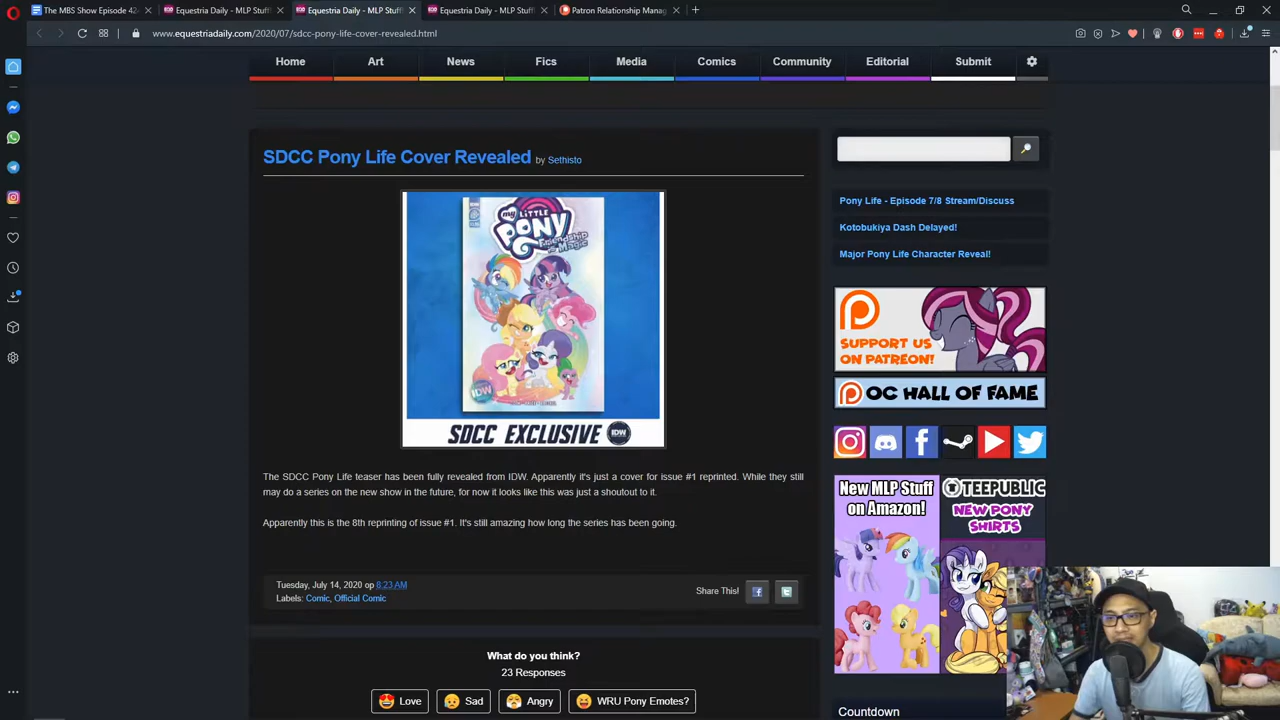 The MBS Show Episode 42
Equestria Daily - MLP Stuff!
Equestria Daily - MLP Stuff!
Equestria Daily - MLP Stuff!
Patron Relationship Manag
www.equestriadaily.com/2020/07/sdcc-pony-life-cover-revealed.html
Home
Art
News
Fics
Media
Comics
Community
Editorial
Submit
SDCC Pony Life Cover Revealed by Sethisto
my LITTLE
PONY
Friendship
is Magic
IDW
SDCC EXCLUSIVE IDW
The SDCC Pony Life teaser has been fully revealed from IDW. Apparently it's just a cover for issue #1 reprinted. While they still
may do a series on the new show in the future, for now it looks like this was just a shoutout to it.
Apparently this is the 8th reprinting of issue #1. It's still amazing how long the series has been going.
Tuesday, July 14, 2020 op 8:23 AM
Labels: Comic, Official Comic
Share This!
What do you think?
23 Responses
Love
Sad
Angry
WRU Pony Emotes?
Pony Life - Episode 7/8 Stream/Discuss
Kotobukiya Dash Delayed!
Major Pony Life Character Reveal!
SUPPORT US
ON PATREON!
OC HALL OF FAME
New MLP Stuff
on Amazon!
TEEPUBLIC
NEW PONY
SHIRTS
Countdown